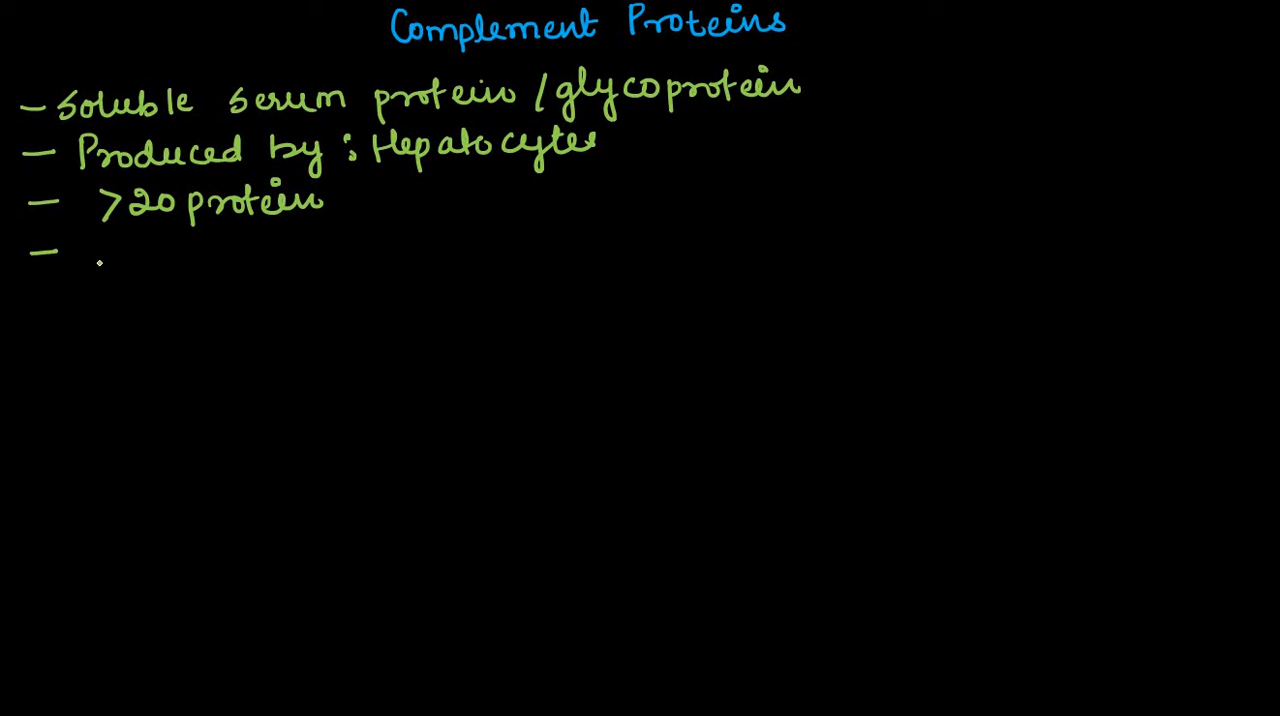 Complement Proteins
- Soluble serum protein / glycoprotein
- Produced by : Hepatocytes
- >20 protein
-